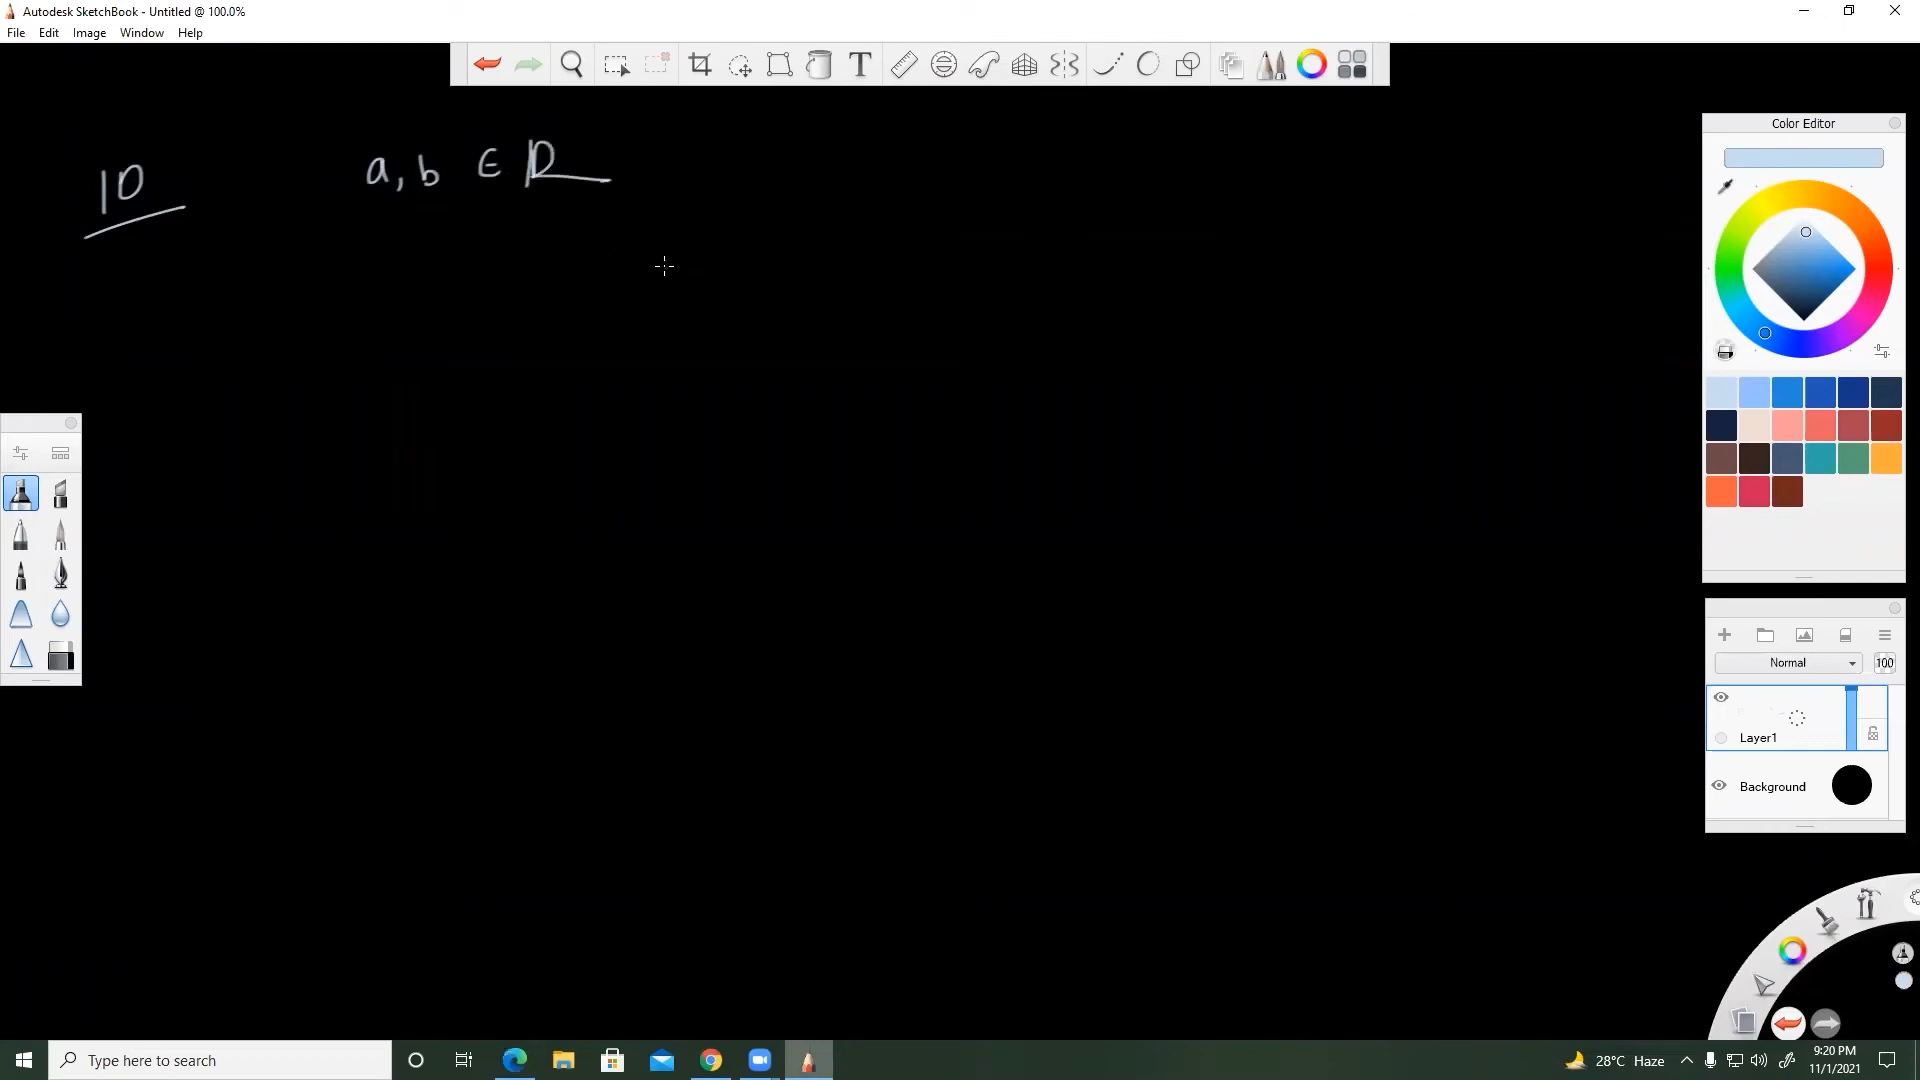 Autodesk SketchBook - Untitled @ 100.0%
File Edit Image Window Help
T
Color Editor
10
a, b ∈ ℝ
Normal 100
Layer1
Background
Type here to search
28°C Haze
9:20 PM
11/1/2021